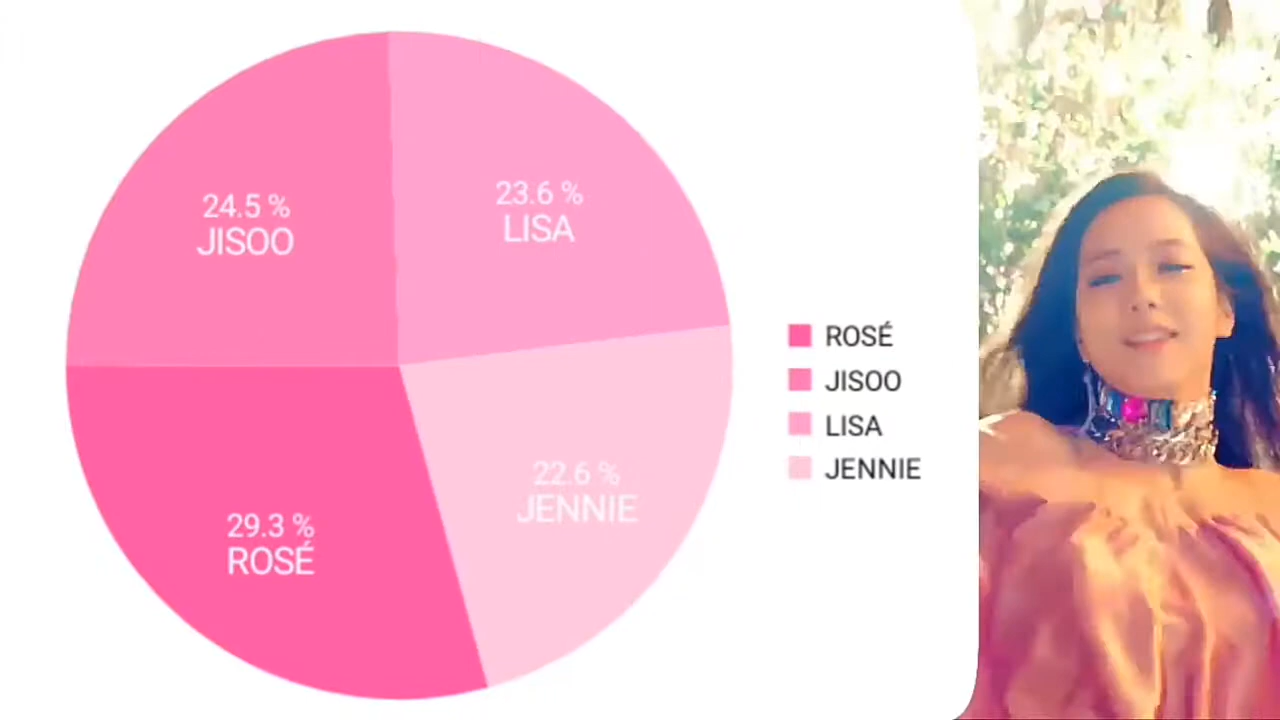 24.5 %
JISOO
23.6 %
LISA
22.6 %
JENNIE
29.3 %
ROSÉ
ROSÉ
JISOO
LISA
JENNIE